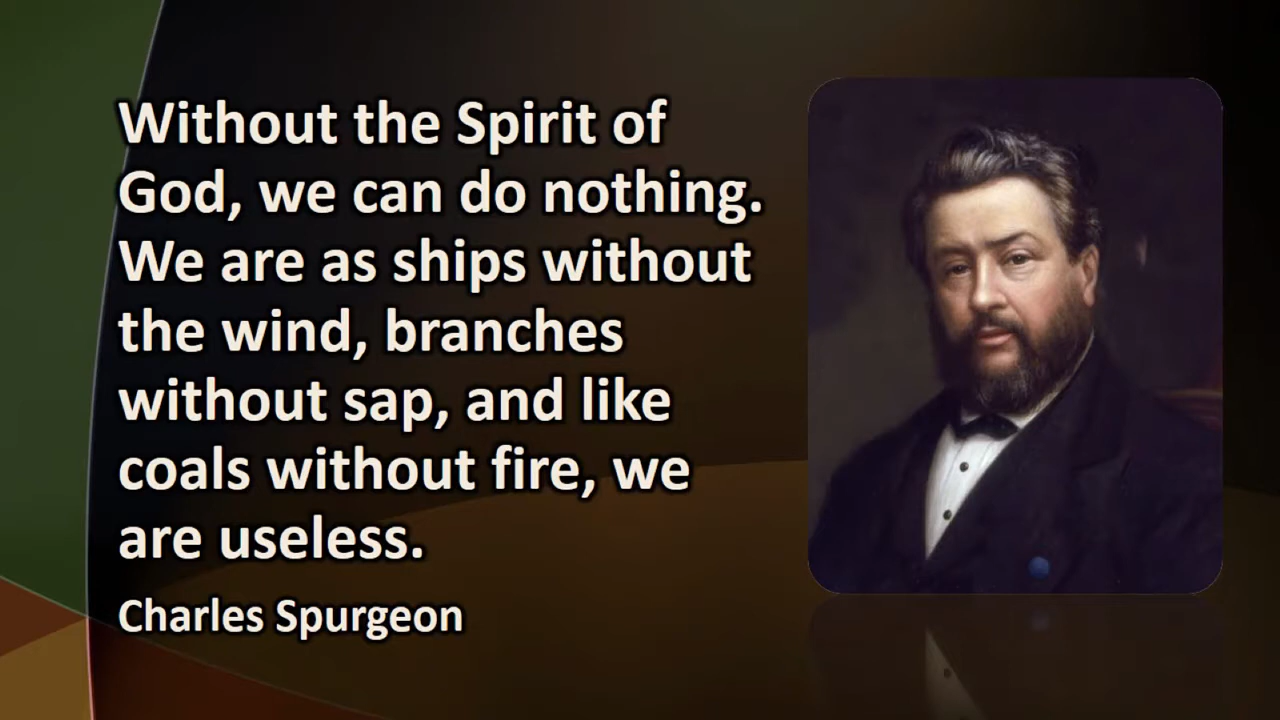 Without the Spirit of
God, we can do nothing.
We are as ships without
the wind, branches
without sap, and like
coals without fire, we
are useless.
Charles Spurgeon